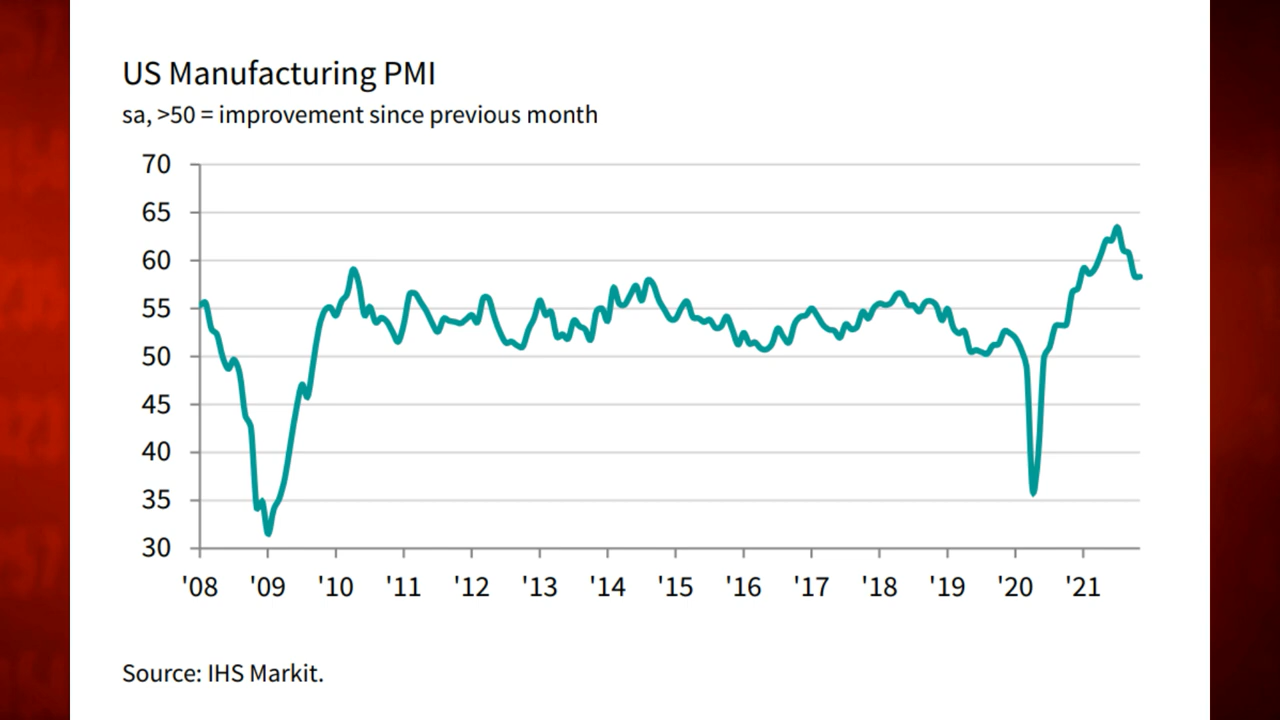 US Manufacturing PMI
sa, >50 = improvement since previous month
70
65
60
55
50
45
40
35
30
'08 '09 '10 '11 '12 '13 '14 '15 '16 '17 '18 '19 '20 '21
Source: IHS Markit.